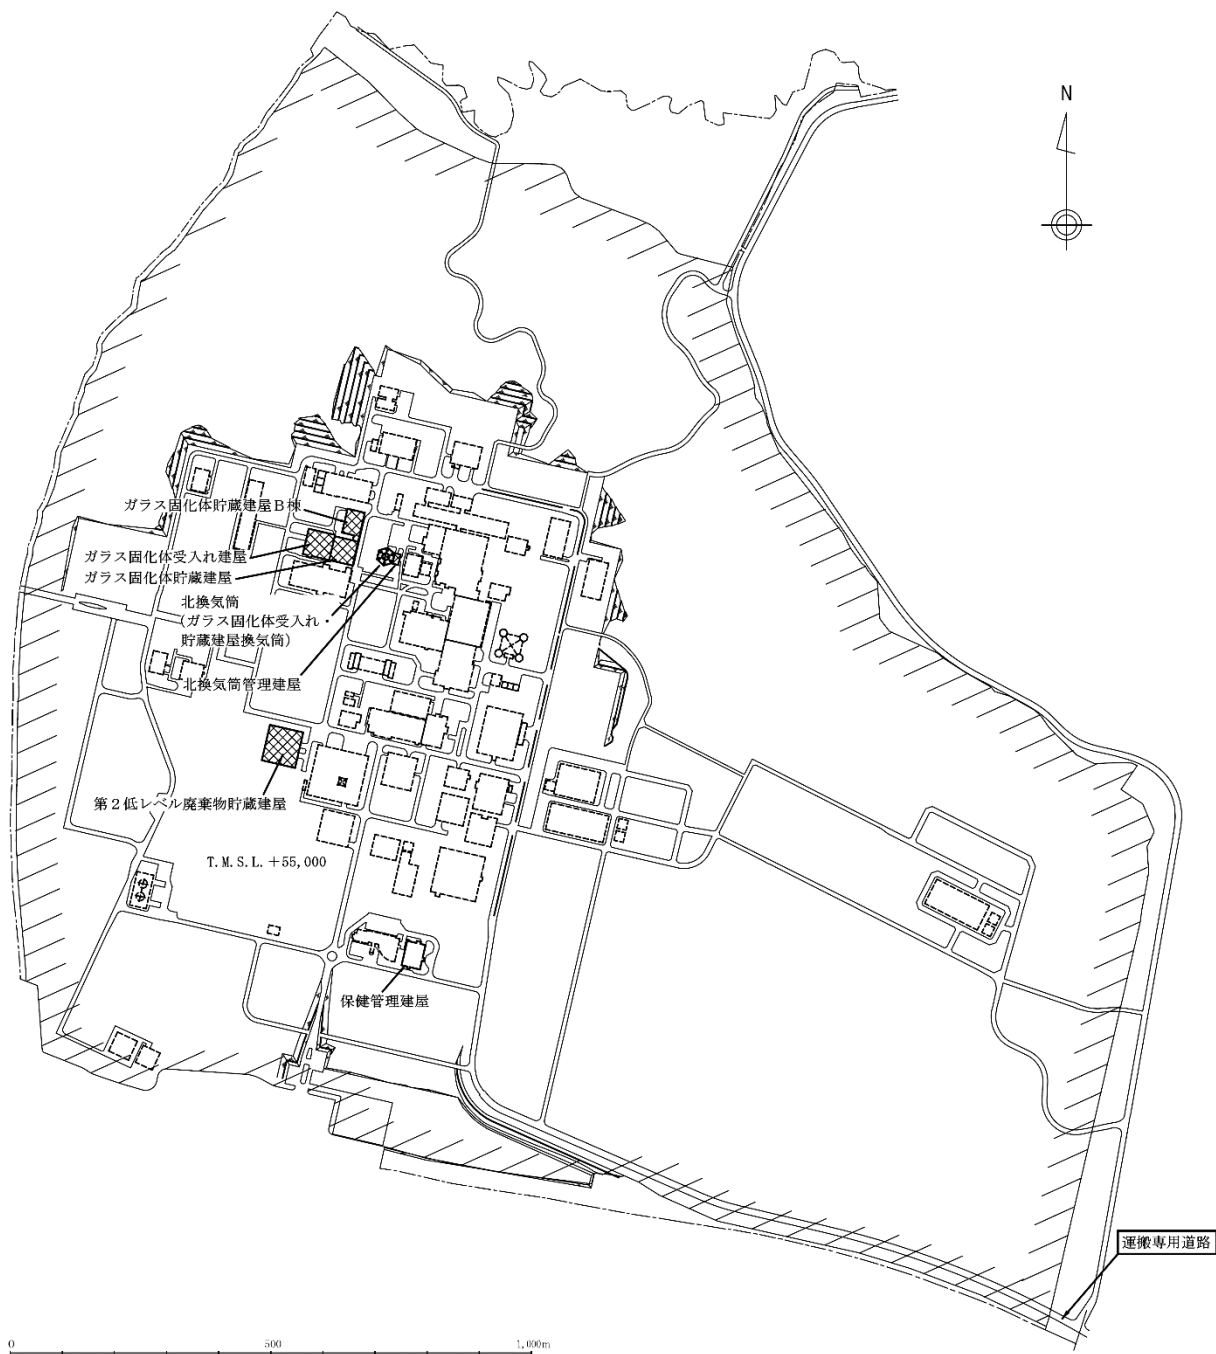 N
ガラス固化体貯蔵建屋B棟
ガラス固化体受入れ建屋
ガラス固化体貯蔵建屋
北換気筒
(ガラス固化体受入れ・
貯蔵建屋換気筒)
北換気筒管理建屋
第2低レベル廃棄物貯蔵建屋
T.M.S.L.+55,000
保健管理建屋
運搬専用道路
0 500 1,000m